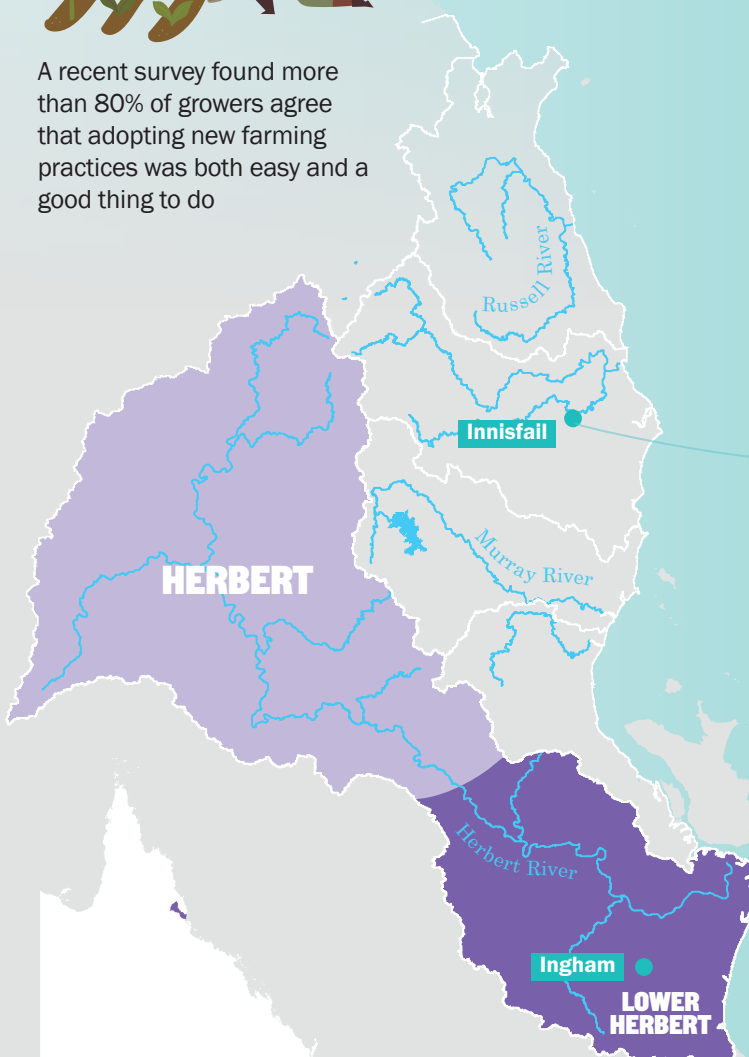 A recent survey found more
than 80% of growers agree
that adopting new farming
practices was both easy and a
good thing to do
Russell River
Innisfail
Murray River
HERBERT
Herbert River
Ingham
LOWER
HERBERT